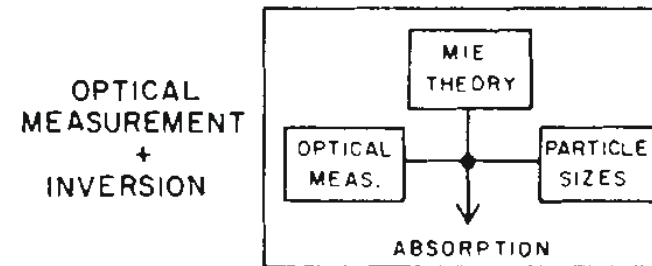 OPTICAL
MEASUREMENT
+
INVERSION
MIE
THEORY
OPTICAL
MEAS.
PARTICLE
SIZES
ABSORPTION